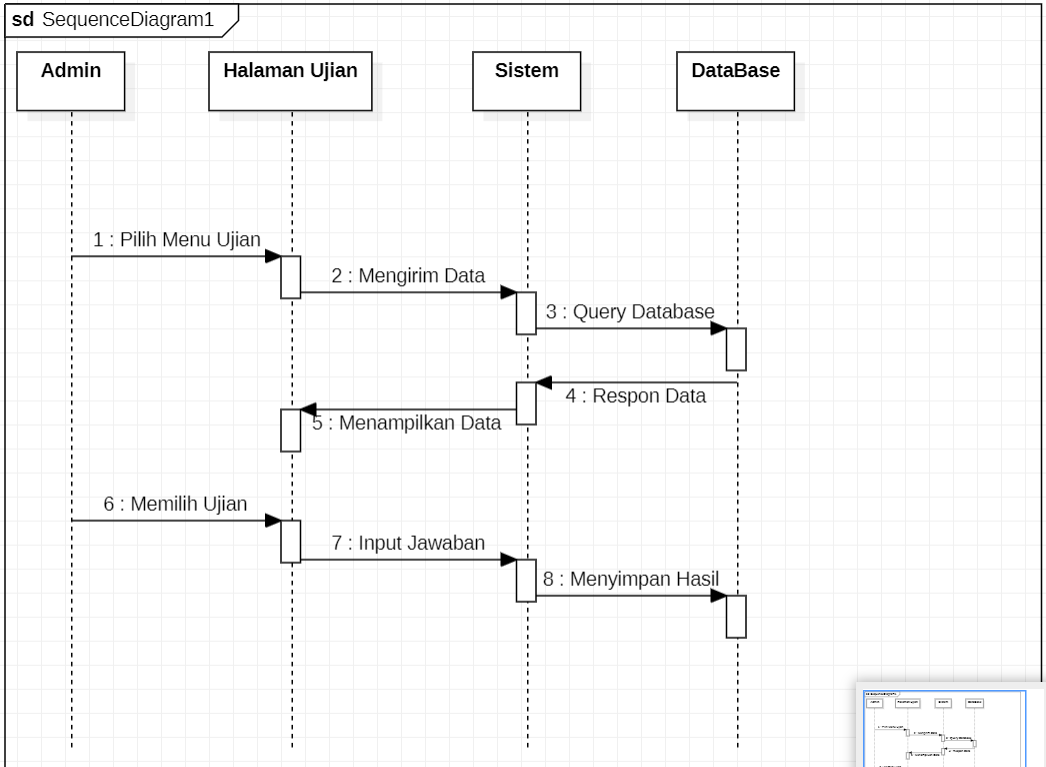 sd SequenceDiagram1
Admin
Halaman Ujian
Sistem
DataBase
1 : Pilih Menu Ujian
2 : Mengirim Data
3 : Query Database
4 : Respon Data
5 : Menampilkan Data
6 : Memilih Ujian
7 : Input Jawaban
8 : Menyimpan Hasil